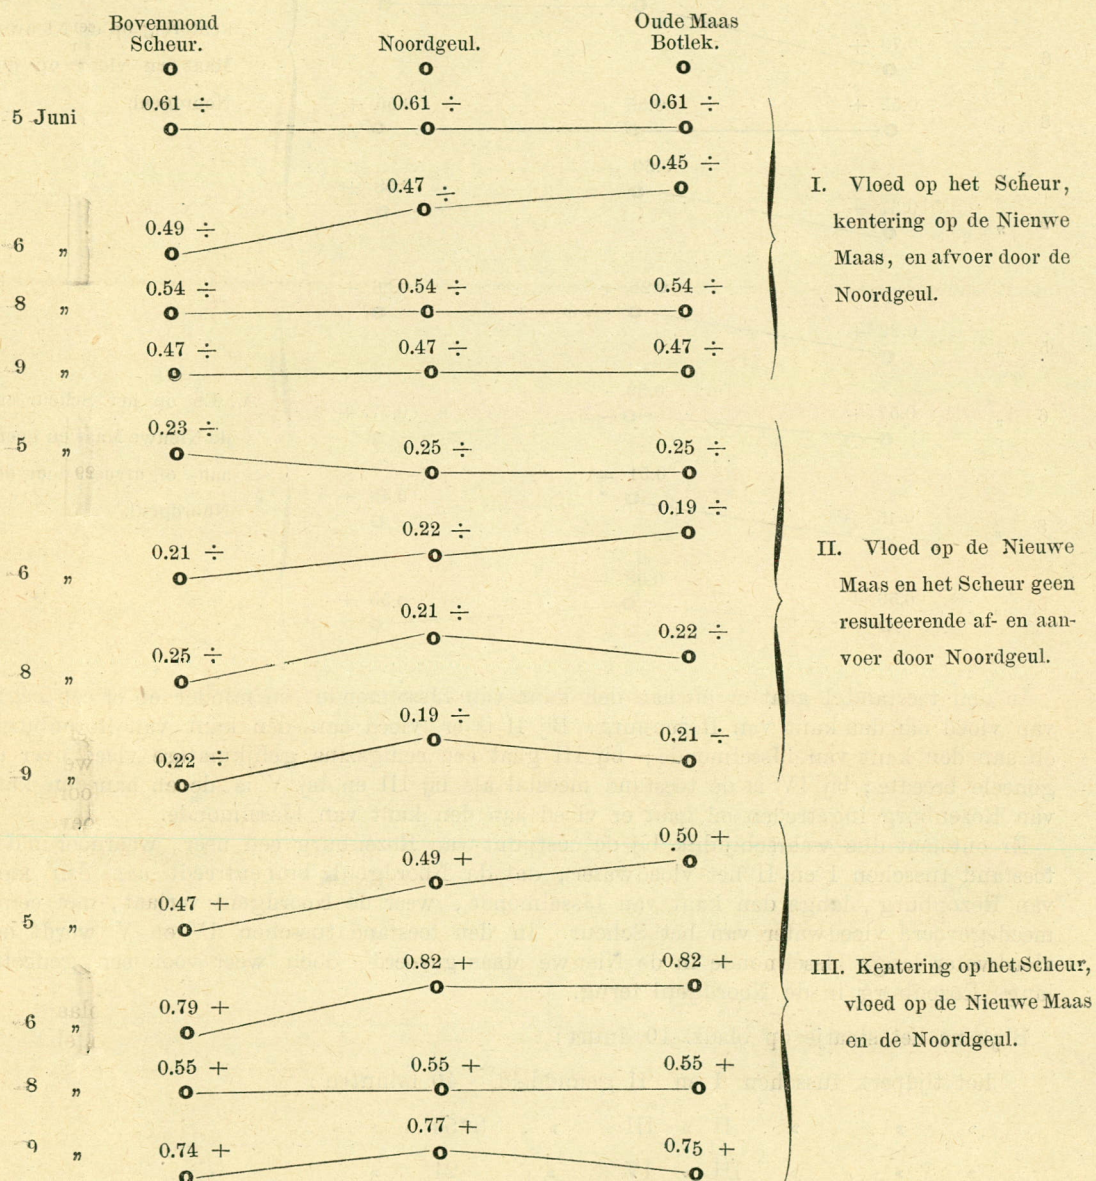 Bovenmond Scheur.
Noordgeul.
Oude Maas Botlek.
o o o
5 Juni 0.61 ÷ 0.61 ÷ 0.61 ÷
6 „ 0.49 ÷ 0.47 ÷ 0.45 ÷
8 „ 0.54 ÷ 0.54 ÷ 0.54 ÷
9 „ 0.47 ÷ 0.47 ÷ 0.47 ÷
I. Vloed op het Scheur,
kentering op de Nienwe
Maas, en afvoer door de
Noordgeul.
5 „ 0.23 ÷ 0.25 ÷ 0.25 ÷
6 „ 0.21 ÷ 0.22 ÷ 0.19 ÷
8 „ 0.25 ÷ 0.21 ÷ 0.22 ÷
9 „ 0.22 ÷ 0.19 ÷ 0.21 ÷
II. Vloed op de Nieuwe
Maas en het Scheur geen
resulteerende af- en aan-
voer door Noordgeul.
5 „ 0.47 + 0.49 + 0.50 +
6 „ 0.79 + 0.82 + 0.82 +
8 „ 0.55 + 0.55 + 0.55 +
9 „ 0.74 + 0.77 + 0.75 +
III. Kentering op het Scheur,
vloed op de Nieuwe Maas
en de Noordgeul.